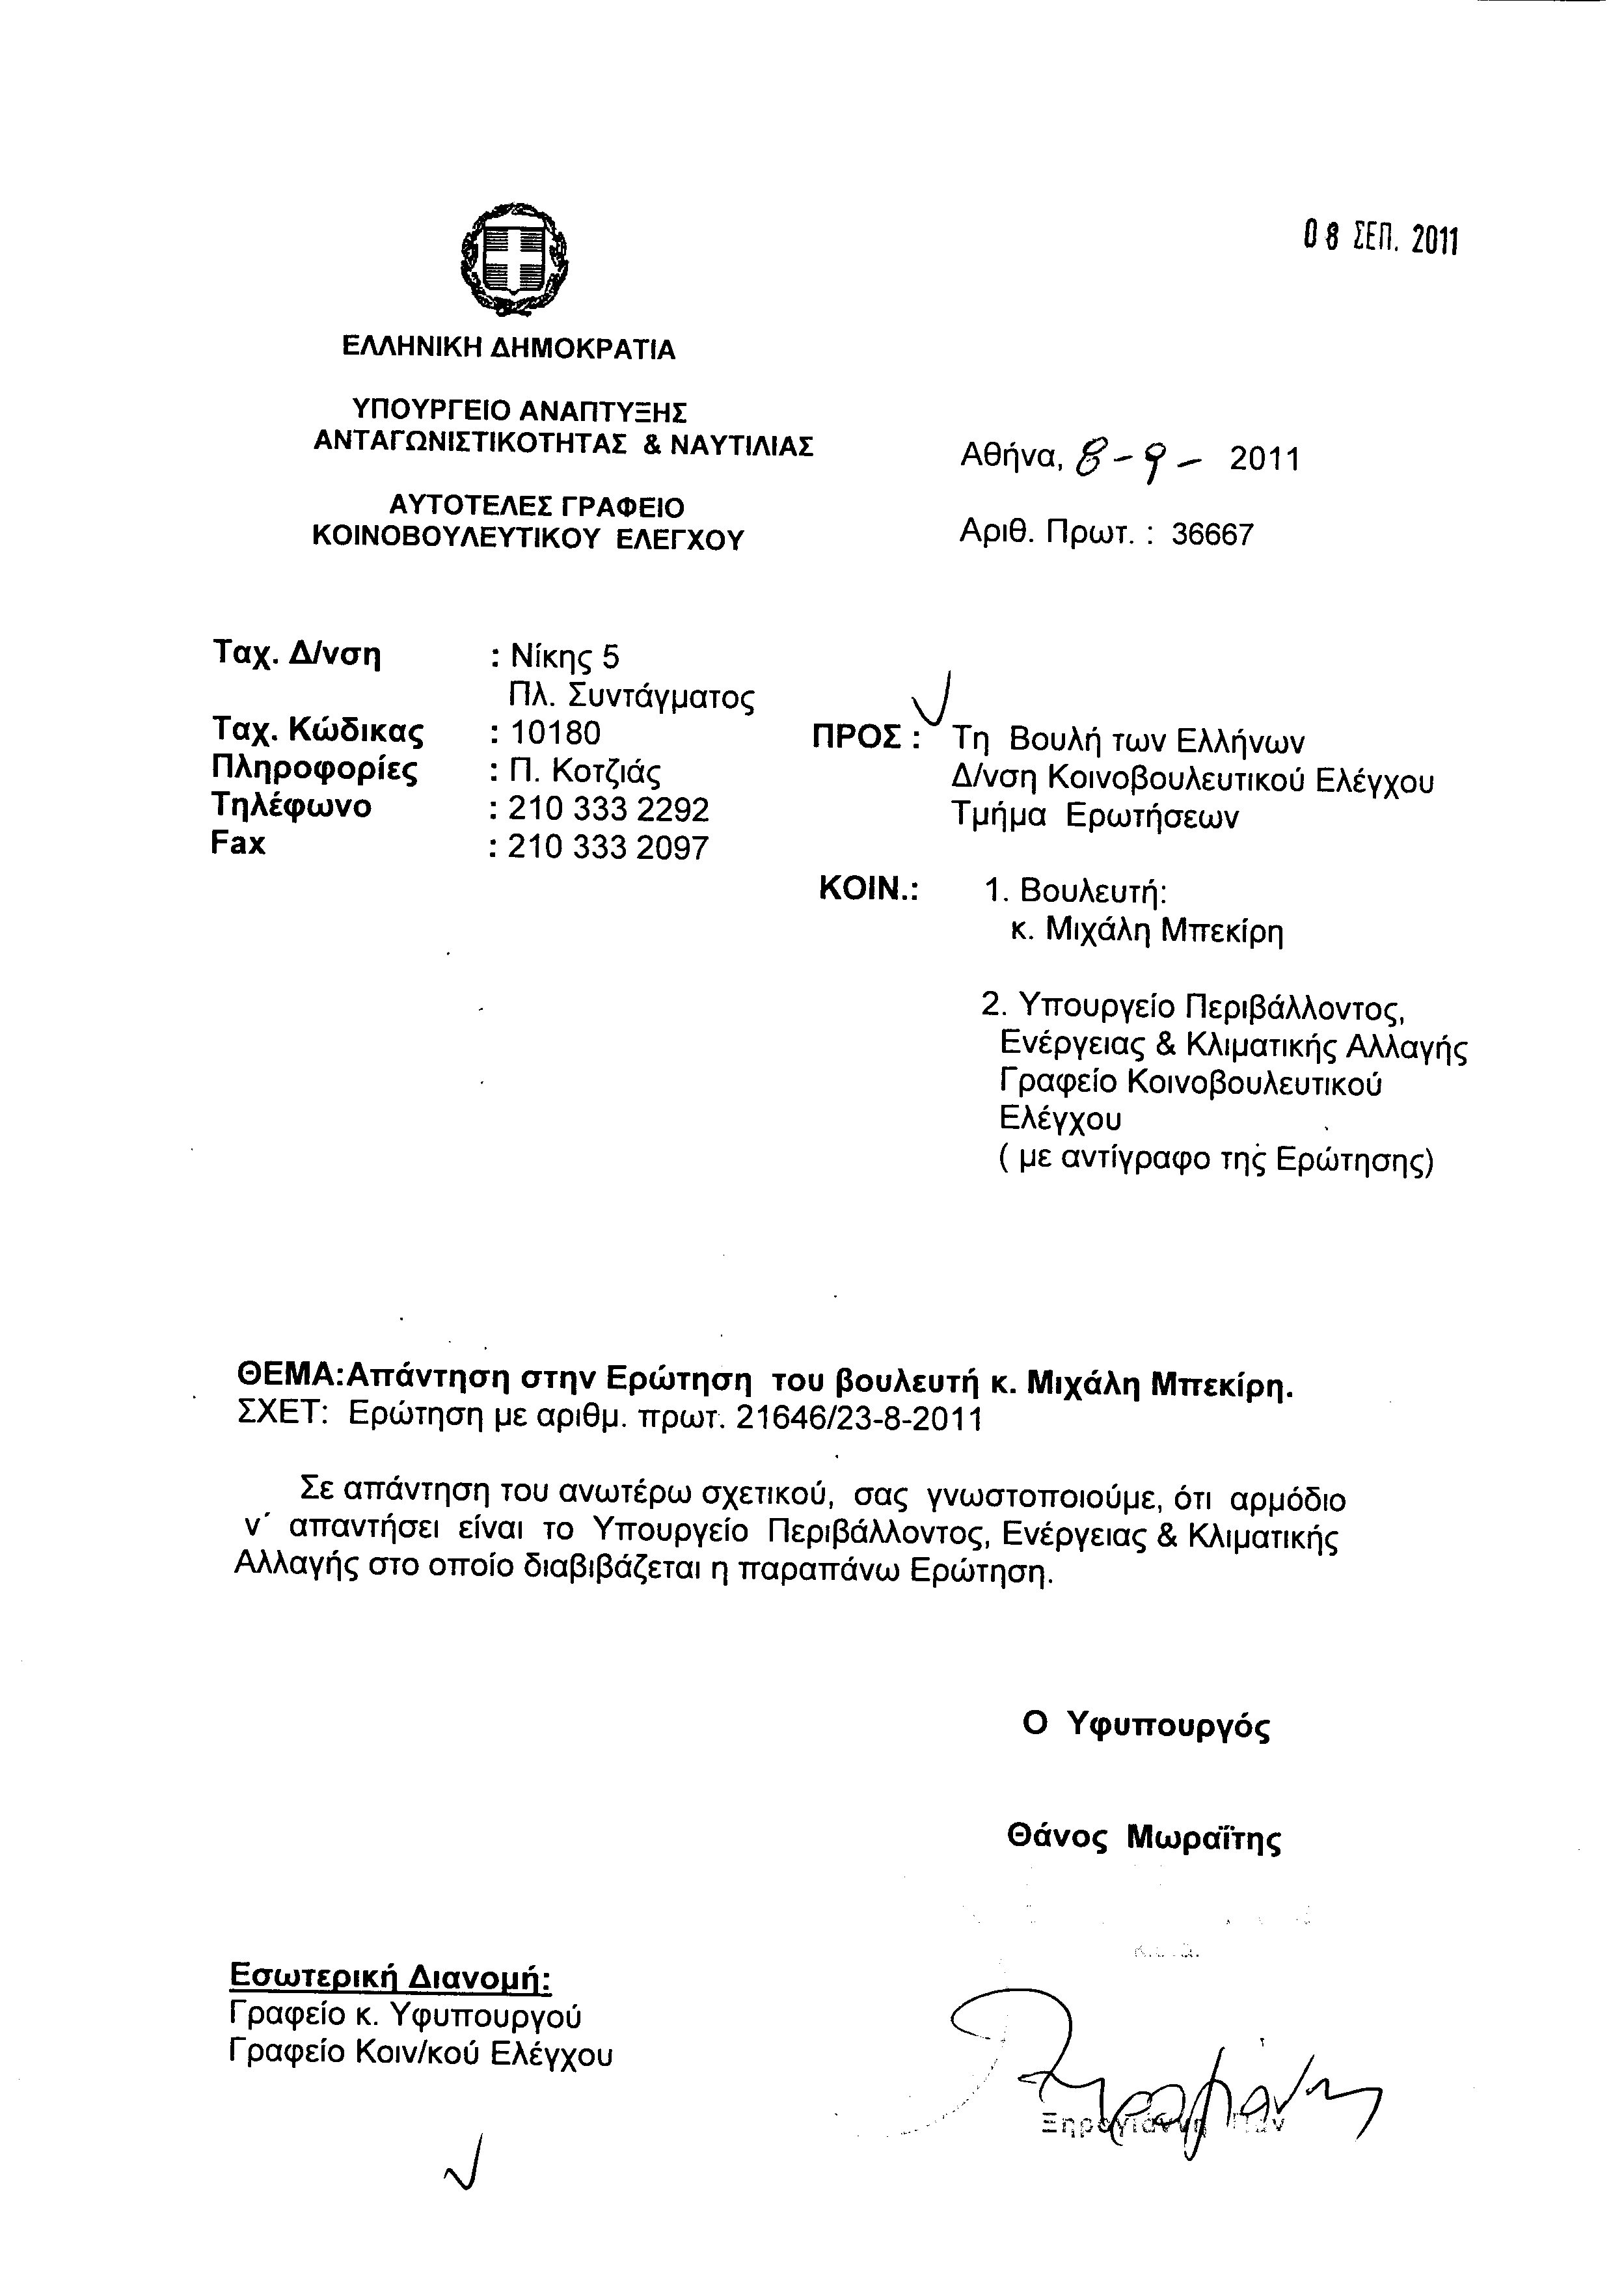 08 ΣΕΠ. 2011
ΕΛΛΗΝΙΚΗ ΔΗΜΟΚΡΑΤΙΑ
ΥΠΟΥΡΓΕΙΟ ΑΝΑΠΤΥΞΗΣ
ΑΝΤΑΓΩΝΙΣΤΙΚΟΤΗΤΑΣ & ΝΑΥΤΙΛΙΑΣ
ΑΥΤΟΤΕΛΕΣ ΓΡΑΦΕΙΟ
ΚΟΙΝΟΒΟΥΛΕΥΤΙΚΟΥ ΕΛΕΓΧΟΥ
Αθήνα, 8-9- 2011
Αριθ. Πρωτ. : 36667
Ταχ. Δ/νση : Νίκης 5
Πλ. Συντάγματος
Ταχ. Κώδικας : 10180
Πληροφορίες : Π. Κοτζιάς
Τηλέφωνο : 210 333 2292
Fax : 210 333 2097
ΠΡΟΣ : Τη Βουλή των Ελλήνων
Δ/νση Κοινοβουλευτικού Ελέγχου
Τμήμα Ερωτήσεων
ΚΟΙΝ.: 1. Βουλευτή:
κ. Μιχάλη Μπεκίρη
2. Υπουργείο Περιβάλλοντος,
Ενέργειας & Κλιματικής Αλλαγής
Γραφείο Κοινοβουλευτικού
Ελέγχου
( με αντίγραφο της Ερώτησης)
ΘΕΜΑ:Απάντηση στην Ερώτηση του βουλευτή κ. Μιχάλη Μπεκίρη.
ΣΧΕΤ: Ερώτηση με αριθμ. πρωτ. 21646/23-8-2011
Σε απάντηση του ανωτέρω σχετικού, σας γνωστοποιούμε, ότι αρμόδιο
ν΄ απαντήσει είναι το Υπουργείο Περιβάλλοντος, Ενέργειας & Κλιματικής
Αλλαγής στο οποίο διαβιβάζεται η παραπάνω Ερώτηση.
Ο Υφυπουργός
Θάνος Μωραΐτης
Εσωτερική Διανομή:
Γραφείο κ. Υφυπουργού
Γραφείο Κοιν/κού Ελέγχου